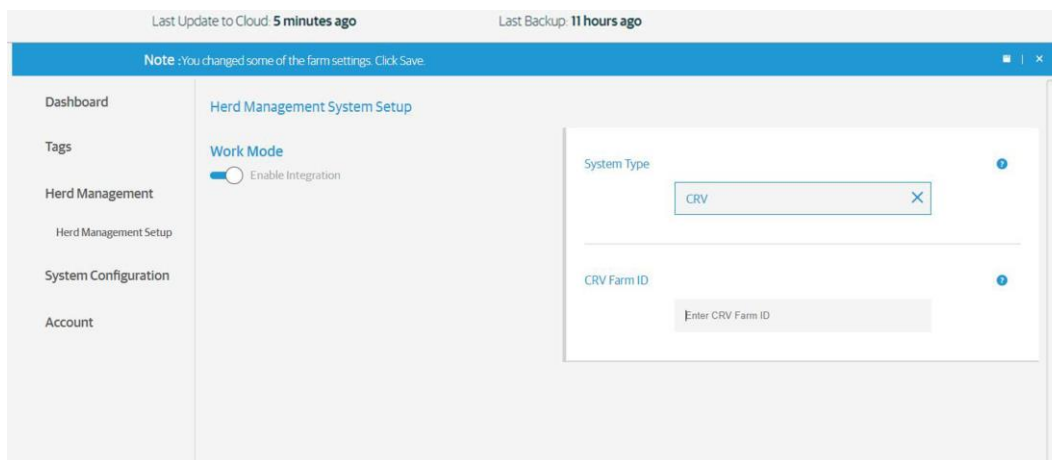 Last Update to Cloud: 5 minutes ago
Last Backup: 11 hours ago
Note :You changed some of the farm settings. Click Save.
Dashboard
Tags
Herd Management
Herd Management Setup
System Configuration
Account
Herd Management System Setup
Work Mode
Enable Integration
System Type
CRV
CRV Farm ID
Enter CRV Farm ID